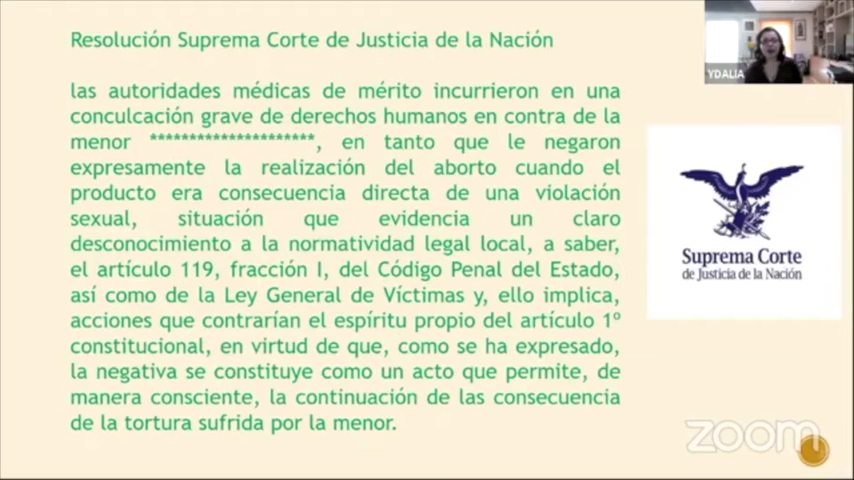 Resolución Suprema Corte de Justicia de la Nación
las autoridades médicas de mérito incurrieron en una
conculcación grave de derechos humanos en contra de la
menor *********************, en tanto que le negaron
expresamente la realización del aborto cuando el
producto era consecuencia directa de una violación
sexual, situación que evidencia un claro
desconocimiento a la normatividad legal local, a saber,
el artículo 119, fracción I, del Código Penal del Estado,
así como de la Ley General de Víctimas y, ello implica,
acciones que contrarían el espíritu propio del artículo 1º
constitucional, en virtud de que, como se ha expresado,
la negativa se constituye como un acto que permite, de
manera consciente, la continuación de las consecuencia
de la tortura sufrida por la menor.
YDALIA
Suprema Corte
de Justicia de la Nación
zoom